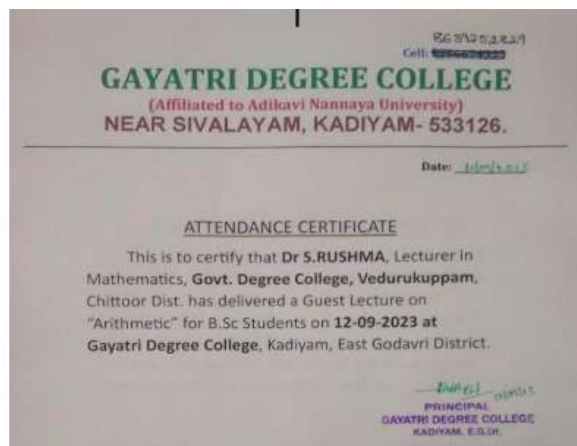 Cell:
GAYATRI DEGREE COLLEGE
(Affiliated to Adikavi Nannaya University)
NEAR SIVALAYAM, KADIYAM- 533126.
Date:
ATTENDANCE CERTIFICATE
This is to certify that Dr S.RUSHMA, Lecturer in
Mathematics, Govt. Degree College, Vedurukuppam,
Chittoor Dist. has delivered a Guest Lecture on
"Arithmetic" for B.Sc Students on 12-09-2023 at
Gayatri Degree College, Kadiyam, East Godavri District.
PRINCIPAL
GAYATRI DEGREE COLLEGE
KADIYAM, E.G.Dt.